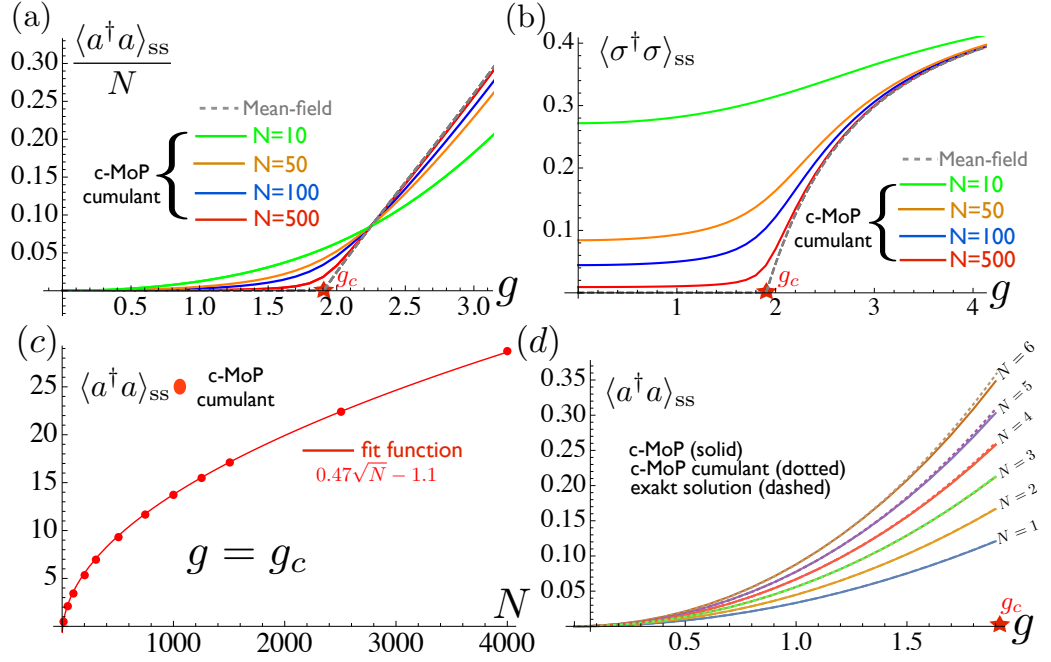 (a)
⟨a†a⟩ss
N
0.30
0.25
0.20
0.15
0.10
0.05
Mean-field
N=10
N=50
N=100
N=500
c-MoP
cumulant
gc
0.5 1.0 1.5 2.0 2.5 3.0 g
(b)
⟨σ†σ⟩ss
0.4
0.3
0.2
0.1
Mean-field
N=10
N=50
N=100
N=500
c-MoP
cumulant
gc
1 2 3 4 g
(c)
⟨a†a⟩ss
c-MoP
cumulant
25
20
15
10
5
fit function
0.47√N − 1.1
g = gc
N
1000 2000 3000 4000
(d)
⟨a†a⟩ss
0.35
0.30
0.25
0.20
0.15
0.10
0.05
c-MoP (solid)
c-MoP cumulant (dotted)
exakt solution (dashed)
N = 6
N = 5
N = 4
N = 3
N = 2
N = 1
gc
0.5 1.0 1.5 g